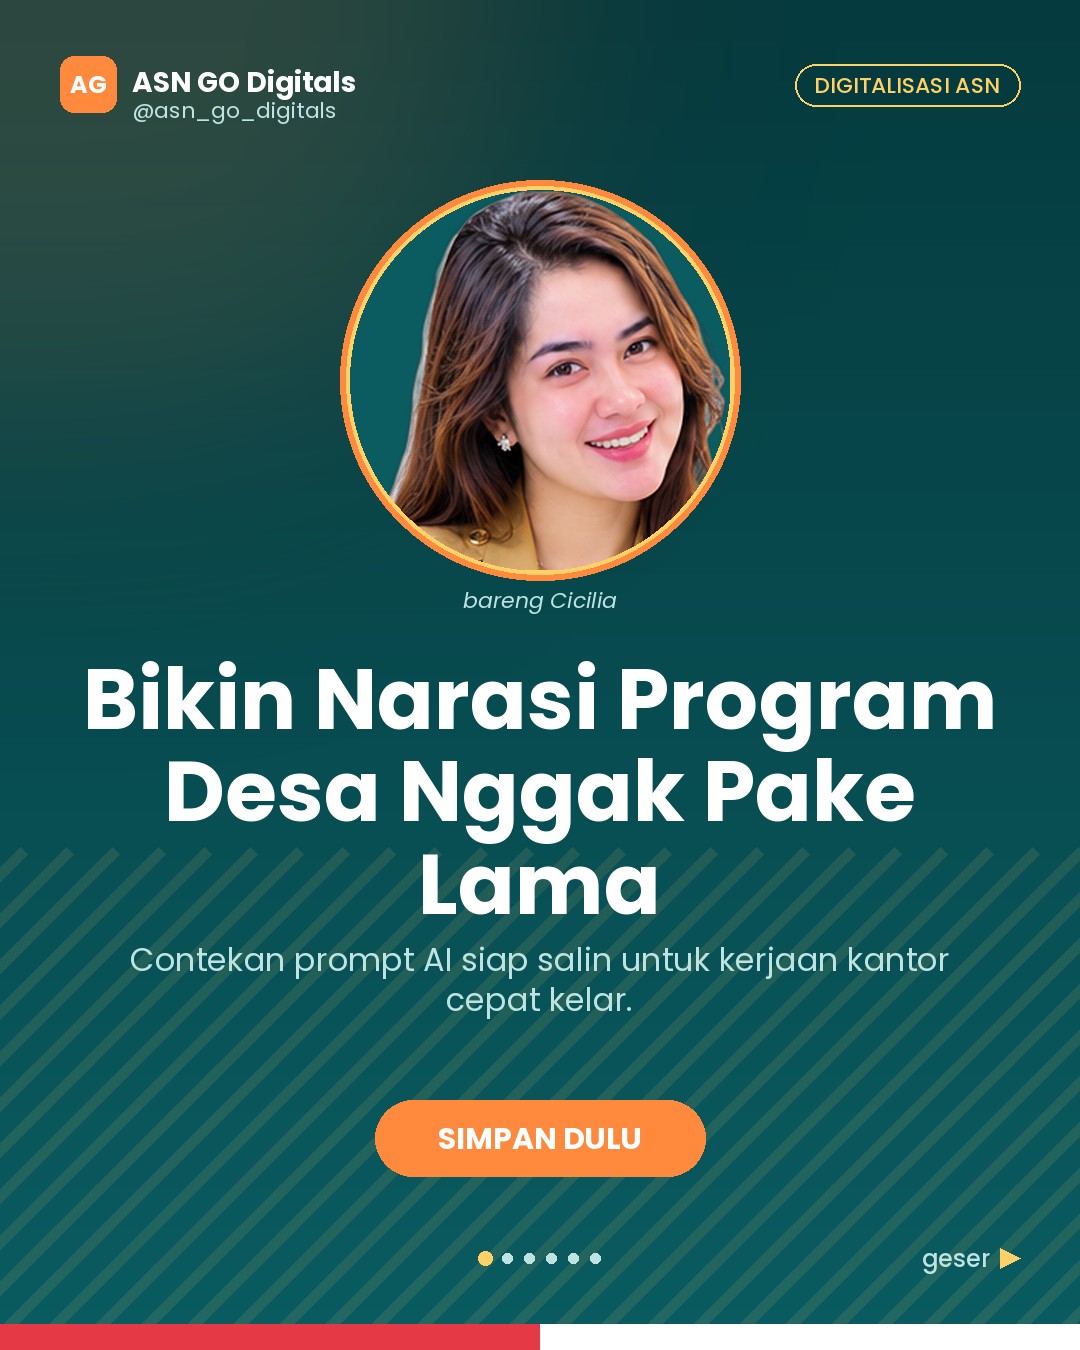 AG
ASN GO Digitals
@asn_go_digitals
DIGITALISASI ASN
bareng Cicilia
Bikin Narasi Program
Desa Nggak Pake
Lama
Contekan prompt AI siap salin untuk kerjaan kantor
cepat kelar.
SIMPAN DULU
geser